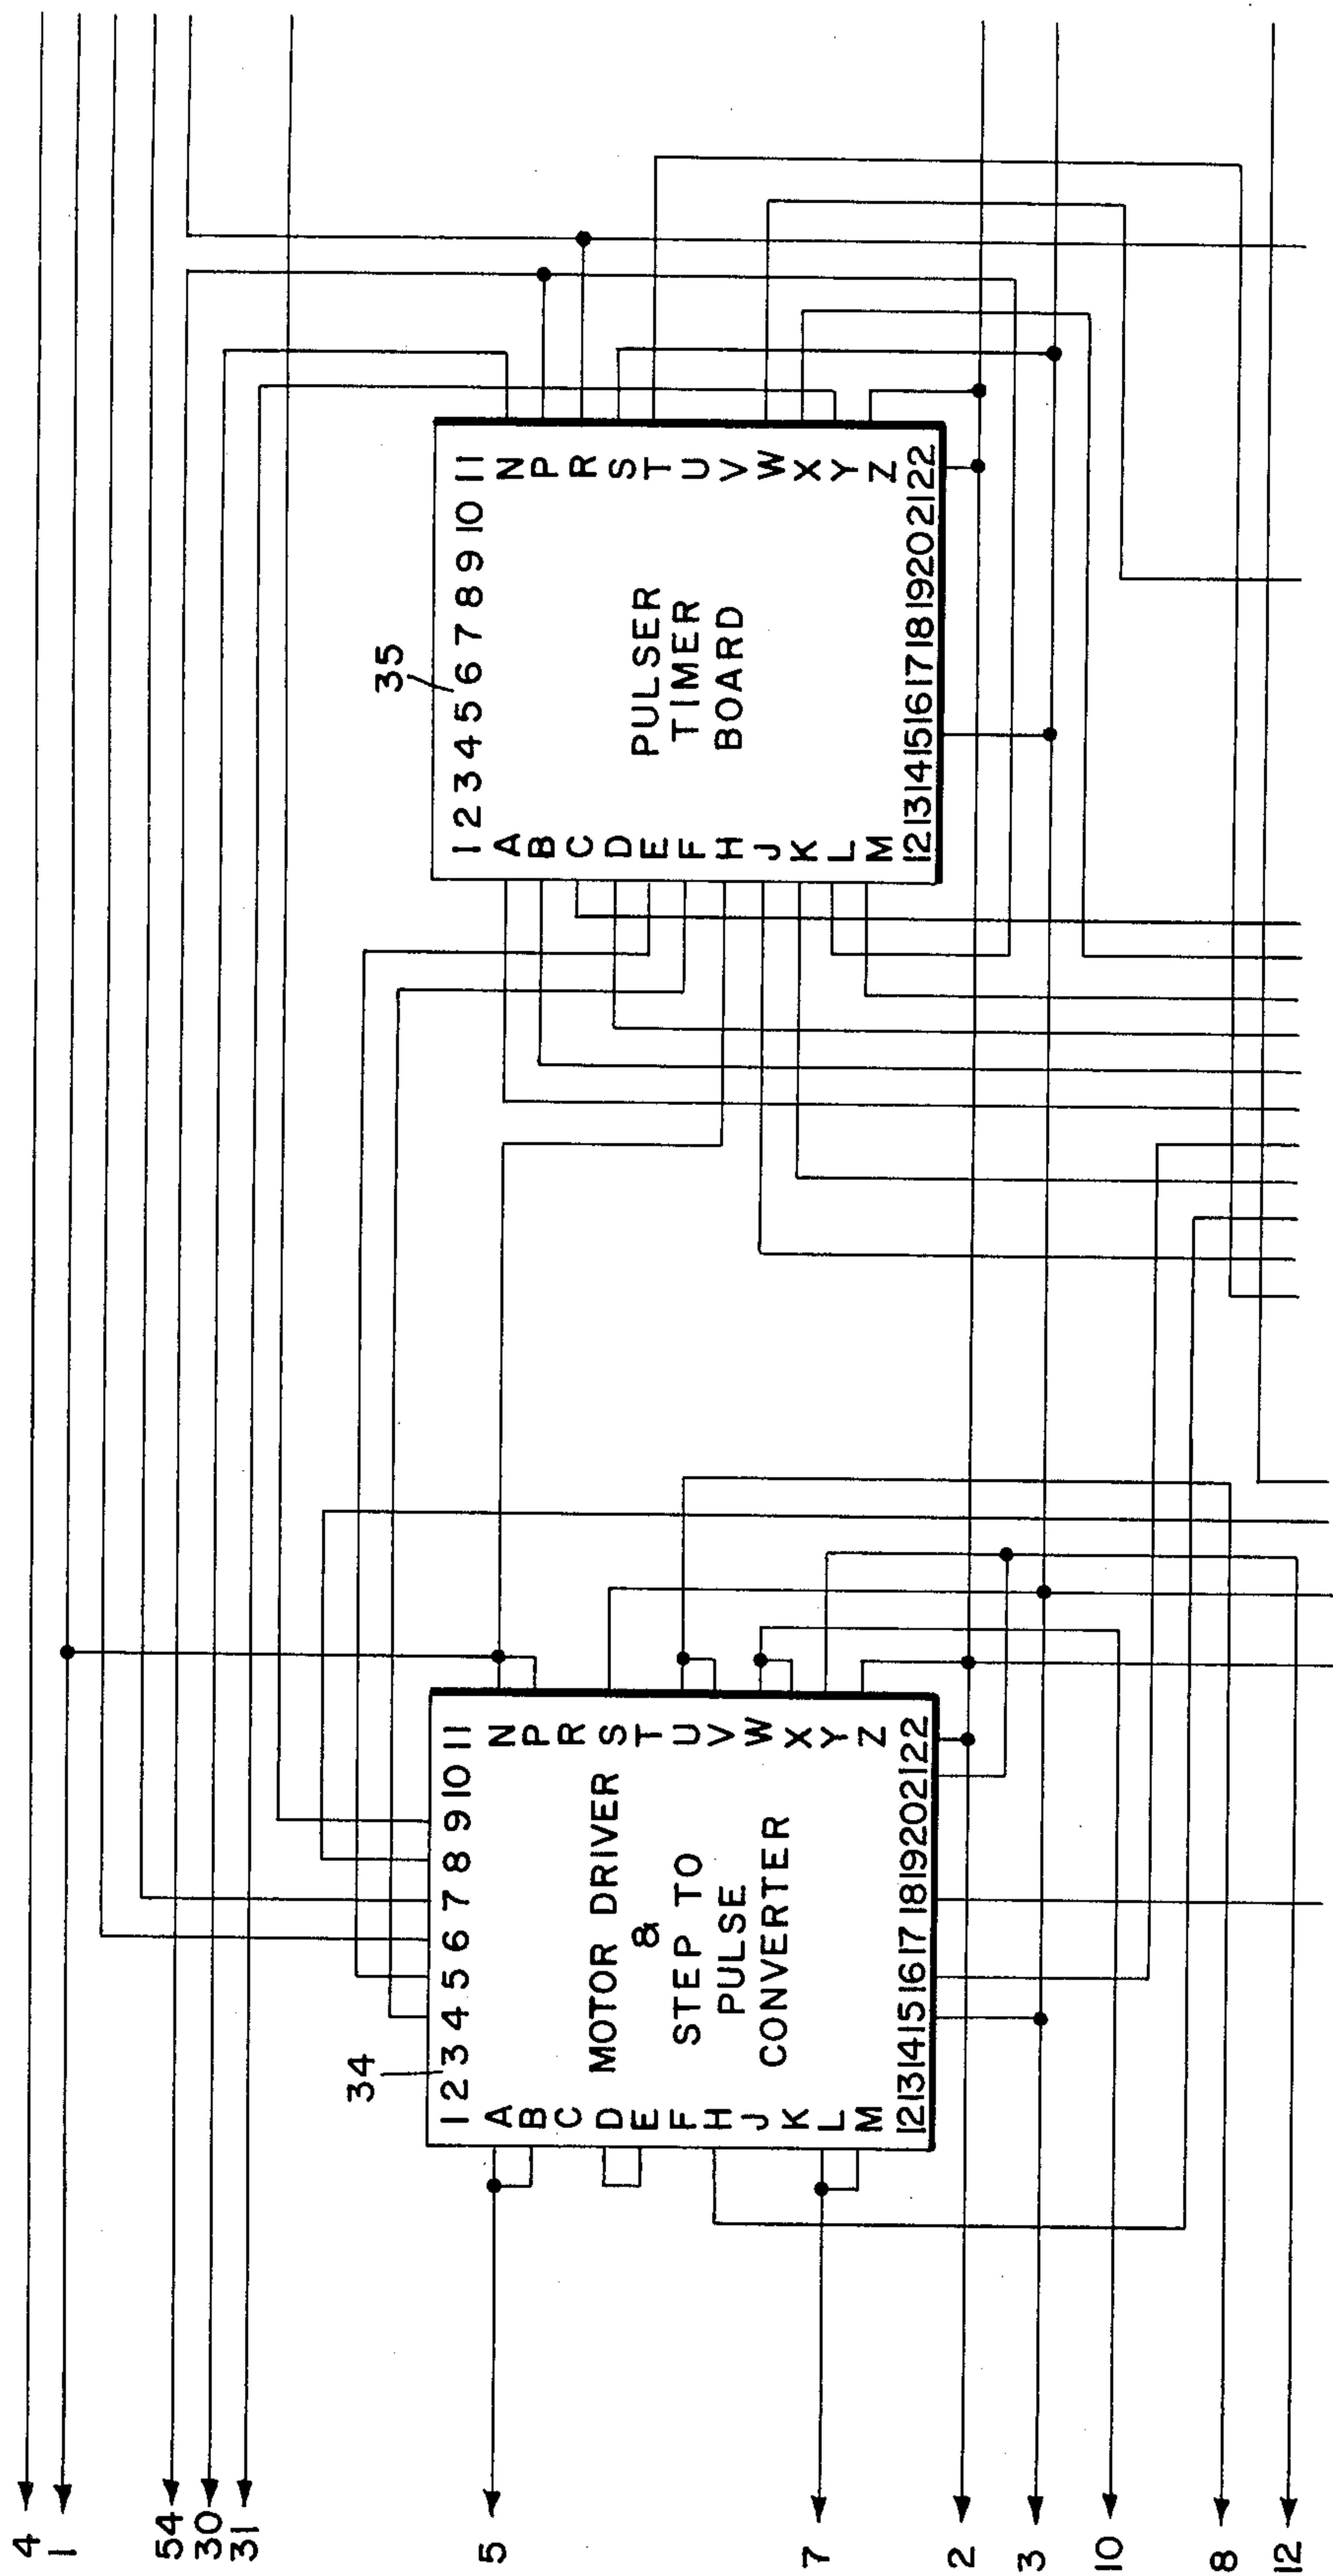 4
1
54
30
31
5
7
2
3
10
8
12
34
1 2 3 4 5 6 7 8 9 10 11
A N
B P
C R
D S
E T
F U
H V
J W
K X
L Y
M Z
12 13 14 15 16 17 18 19 20 21 22
MOTOR DRIVER
&
STEP TO
PULSE
CONVERTER
35
1 2 3 4 5 6 7 8 9 10 11
A N
B P
C R
D S
E T
F U
H V
J W
K X
L Y
M Z
12 13 14 15 16 17 18 19 20 21 22
PULSER
TIMER
BOARD